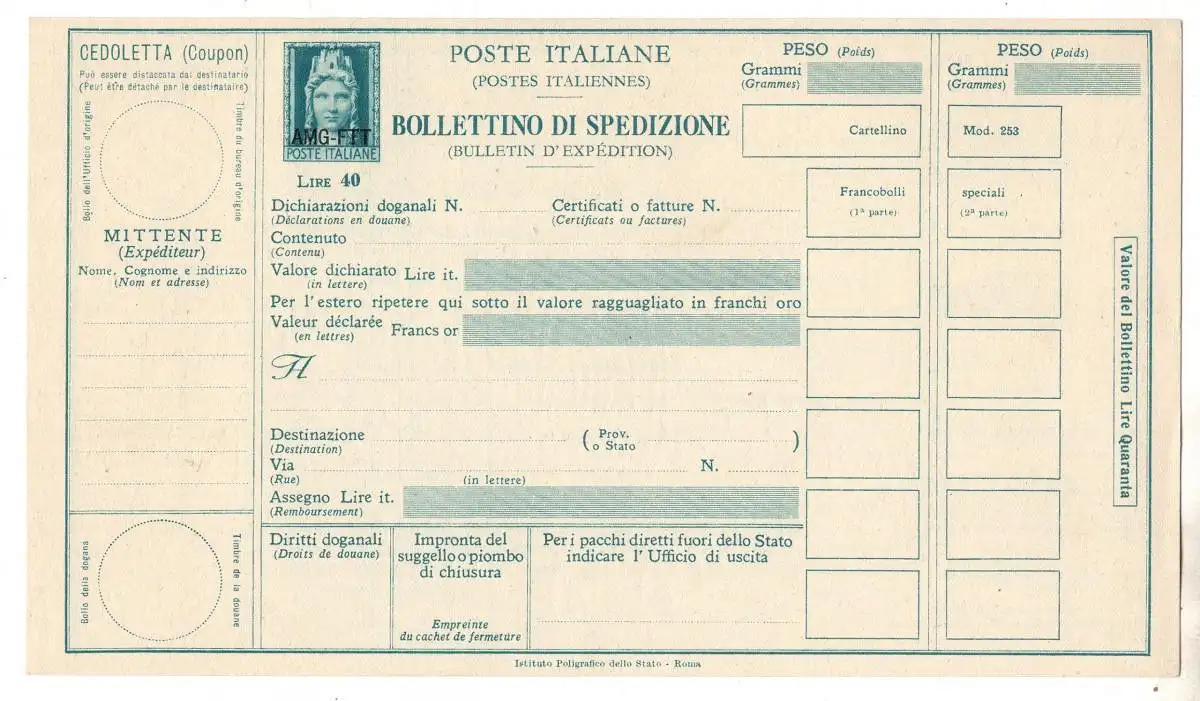 CEDOLETTA (Coupon)
Può essere distaccata dal destinatario
(Peut être détaché par le destinataire)
Bollo dell'Ufficio d'origine
Timbre du bureau d'origine
MITTENTE
(Expéditeur)
Nome, Cognome e indirizzo
(Nom et adresse)
Bollo della dogana
Timbre de la douane
AMG-FTT
POSTE ITALIANE
LIRE 40
POSTE ITALIANE
(POSTES ITALIENNES)
BOLLETTINO DI SPEDIZIONE
(BULLETIN D'EXPÉDITION)
Dichiarazioni doganali N.
(Déclarations en douane)
Certificati o fatture N.
(Certificats ou factures)
Contenuto
(Contenu)
Valore dichiarato Lire it.
(in lettere)
Per l'estero ripetere qui sotto il valore ragguagliato in franchi oro
Valeur déclarée Francs or
(en lettres)
A
Destinazione
(Destination)
( Prov. o Stato )
Via
(Rue)
N.
(in lettere)
Assegno Lire it.
(Remboursement)
Diritti doganali
(Droits de douane)
Impronta del
suggello o piombo
di chiusura
Empreinte
du cachet de fermeture
Per i pacchi diretti fuori dello Stato
indicare l'Ufficio di uscita
PESO (Poids)
Grammi
(Grammes)
Cartellino
Francobolli
(1ª parte)
PESO (Poids)
Grammi
(Grammes)
Mod. 253
speciali
(2ª parte)
Valore del Bollettino Lire Quaranta
Istituto Poligrafico dello Stato - Roma